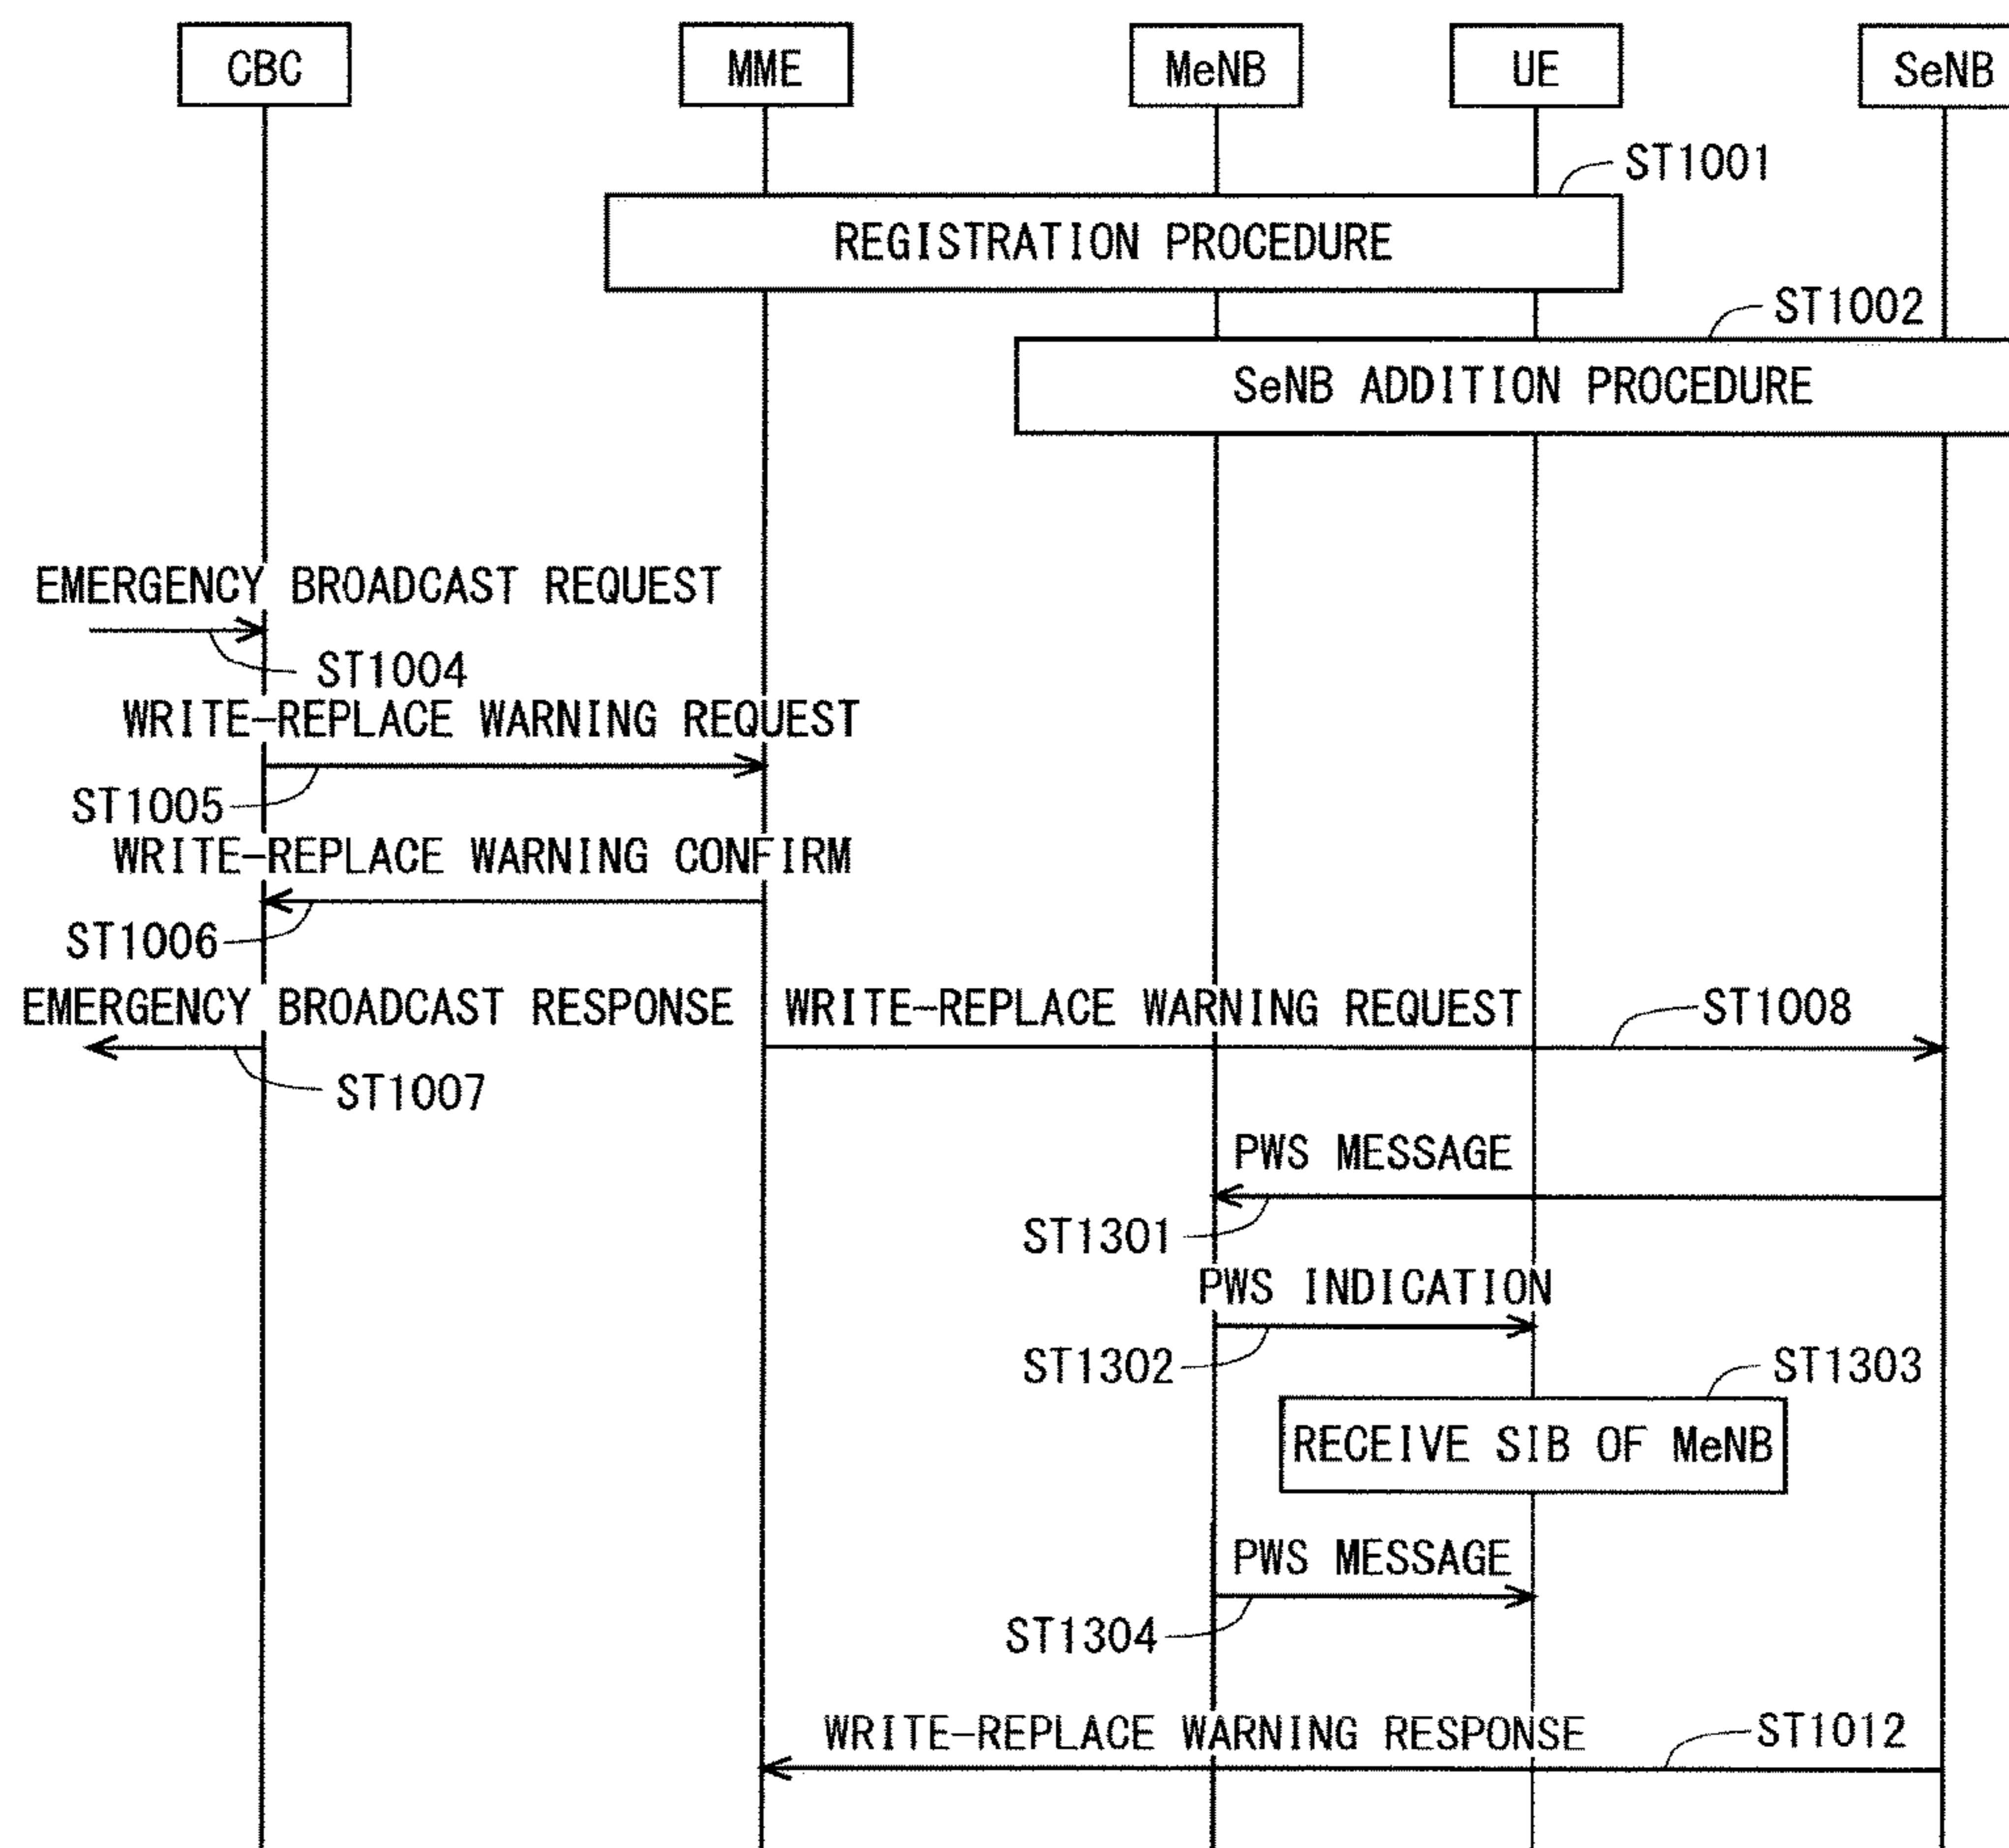 CBC
MME
MeNB
UE
SeNB
ST1001
REGISTRATION PROCEDURE
ST1002
SeNB ADDITION PROCEDURE
EMERGENCY BROADCAST REQUEST
ST1004
WRITE-REPLACE WARNING REQUEST
ST1005
WRITE-REPLACE WARNING CONFIRM
ST1006
EMERGENCY BROADCAST RESPONSE
WRITE-REPLACE WARNING REQUEST
ST1008
ST1007
PWS MESSAGE
ST1301
PWS INDICATION
ST1302
ST1303
RECEIVE SIB OF MeNB
PWS MESSAGE
ST1304
WRITE-REPLACE WARNING RESPONSE
ST1012